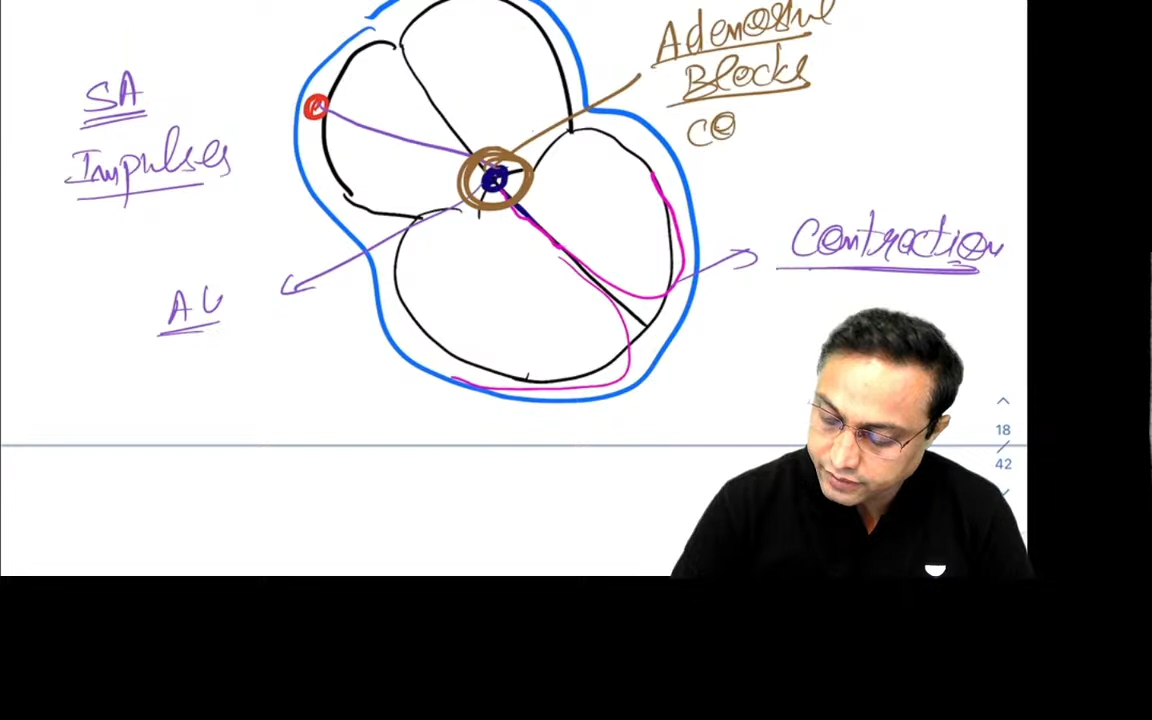 Adenosine
Blocks
CO
SA
Impulses
Contraction
AV
18
42